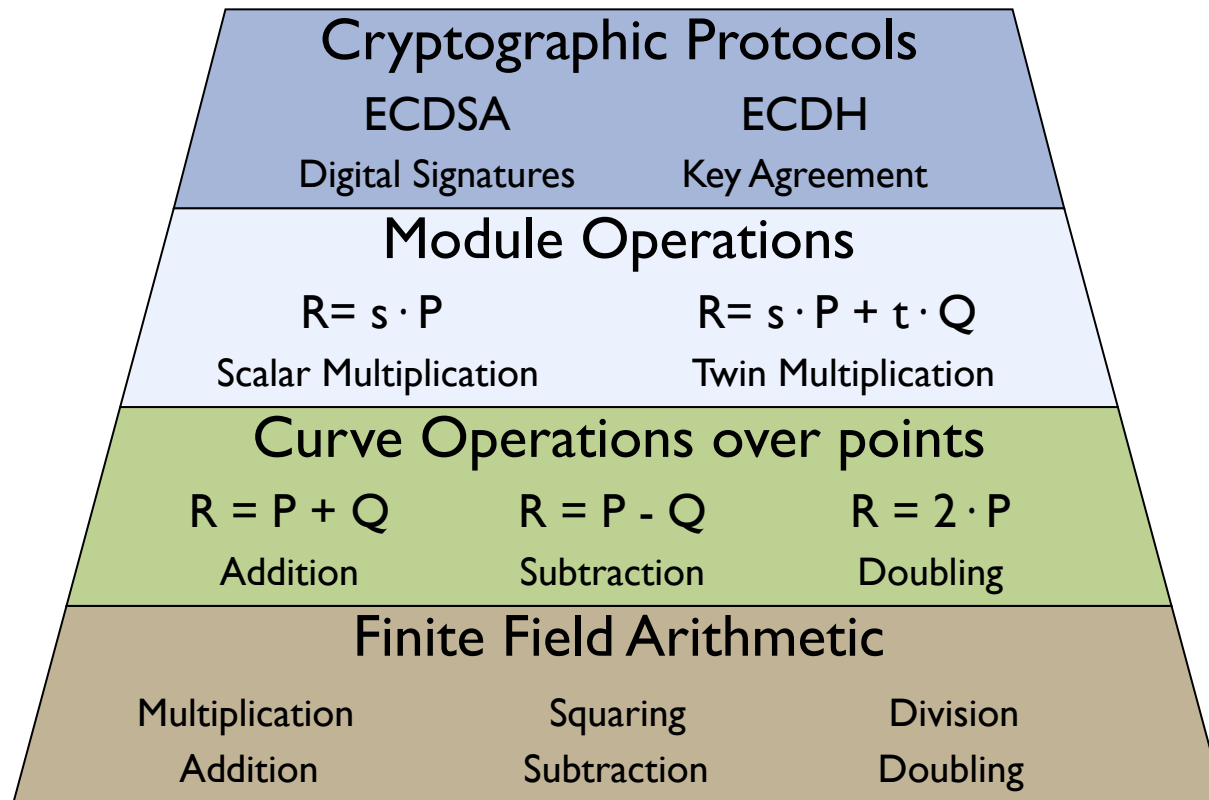 Cryptographic Protocols
ECDSA ECDH
Digital Signatures Key Agreement
Module Operations
R= s · P R= s · P + t · Q
Scalar Multiplication Twin Multiplication
Curve Operations over points
R = P + Q R = P - Q R = 2 · P
Addition Subtraction Doubling
Finite Field Arithmetic
Multiplication Squaring Division
Addition Subtraction Doubling